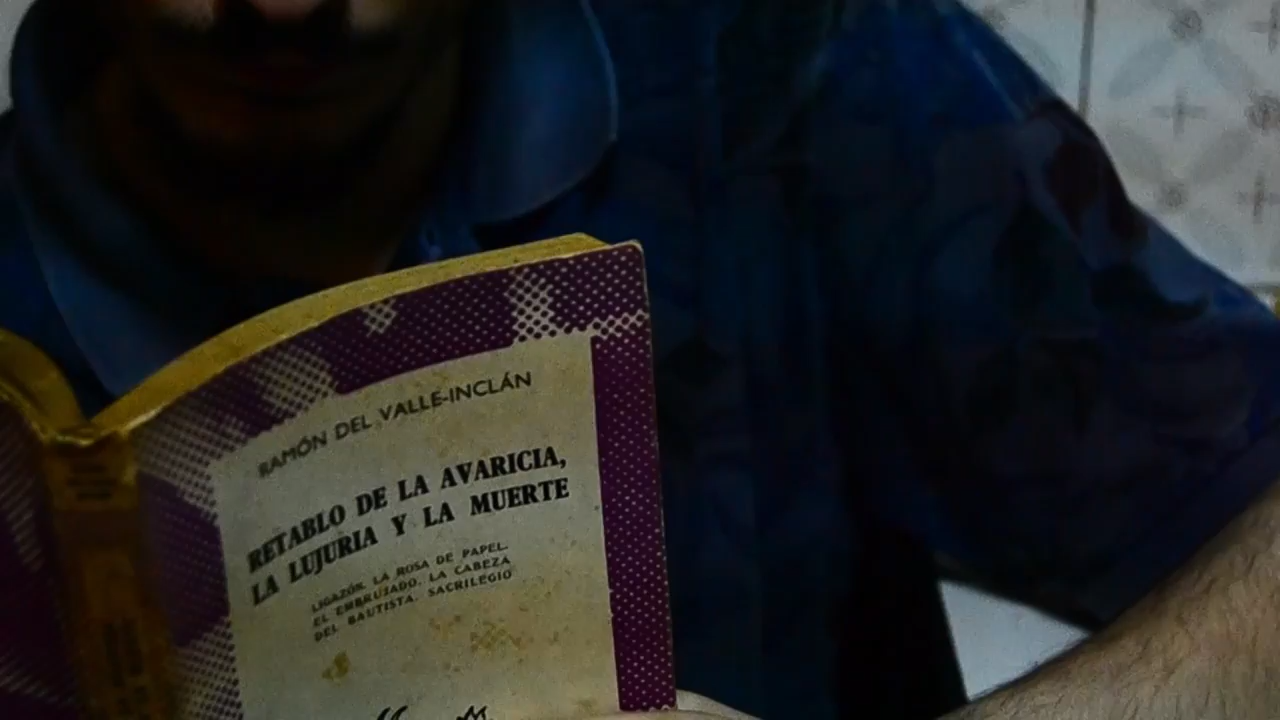 RAMÓN DEL VALLE-INCLÁN
RETABLO DE LA AVARICIA,
LA LUJURIA Y LA MUERTE
LIGAZÓN. LA ROSA DE PAPEL.
EL EMBRUJADO. LA CABEZA
DEL BAUTISTA. SACRILEGIO